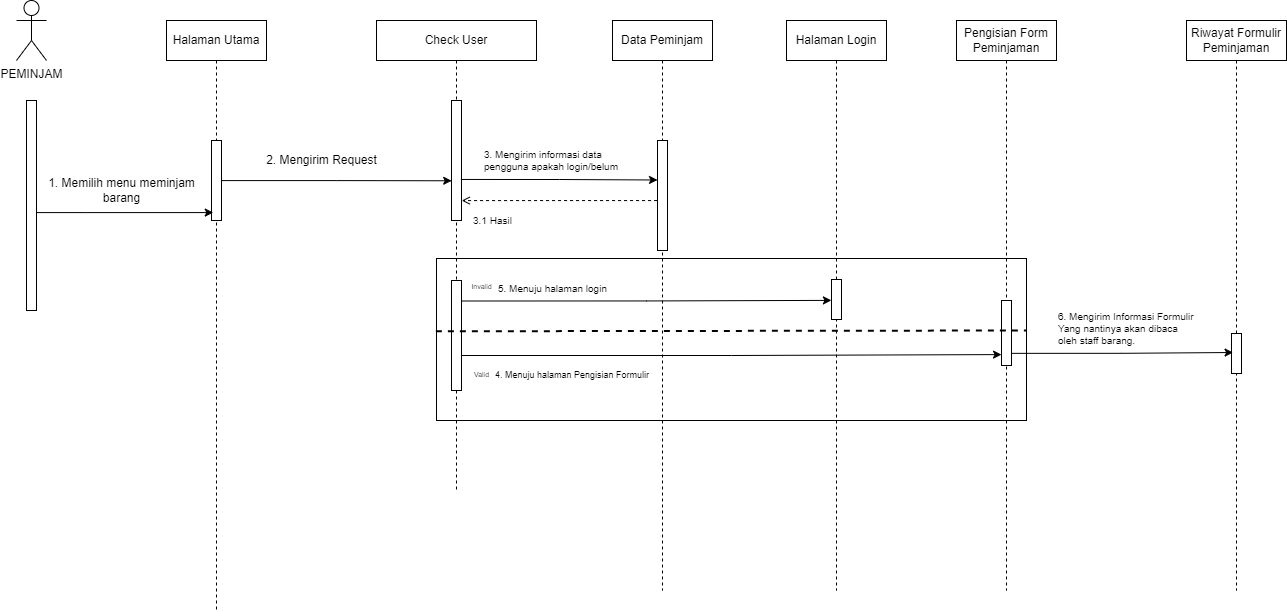 PEMINJAM
Halaman Utama
Check User
Data Peminjam
Halaman Login
Pengisian Form
Peminjaman
Riwayat Formulir
Peminjaman
1. Memilih menu meminjam
barang
2. Mengirim Request
3. Mengirim informasi data
pengguna apakah login/belum
3.1 Hasil
Invalid
5. Menuju halaman login
Valid
4. Menuju halaman Pengisian Formulir
6. Mengirim Informasi Formulir
Yang nantinya akan dibaca
oleh staff barang.